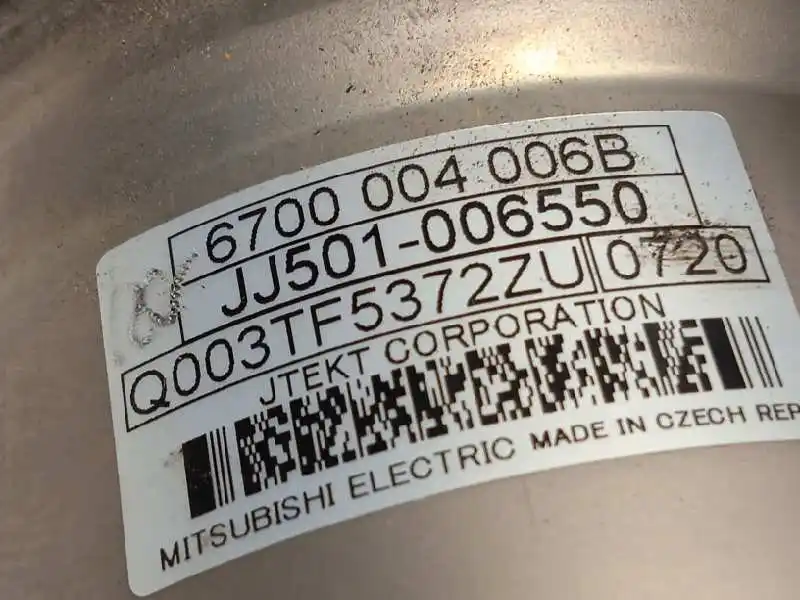 6700 004 006B
JJ501-006550
Q003TF5372ZU 0720
JTEKT CORPORATION
MITSUBISHI ELECTRIC MADE IN CZECH REP